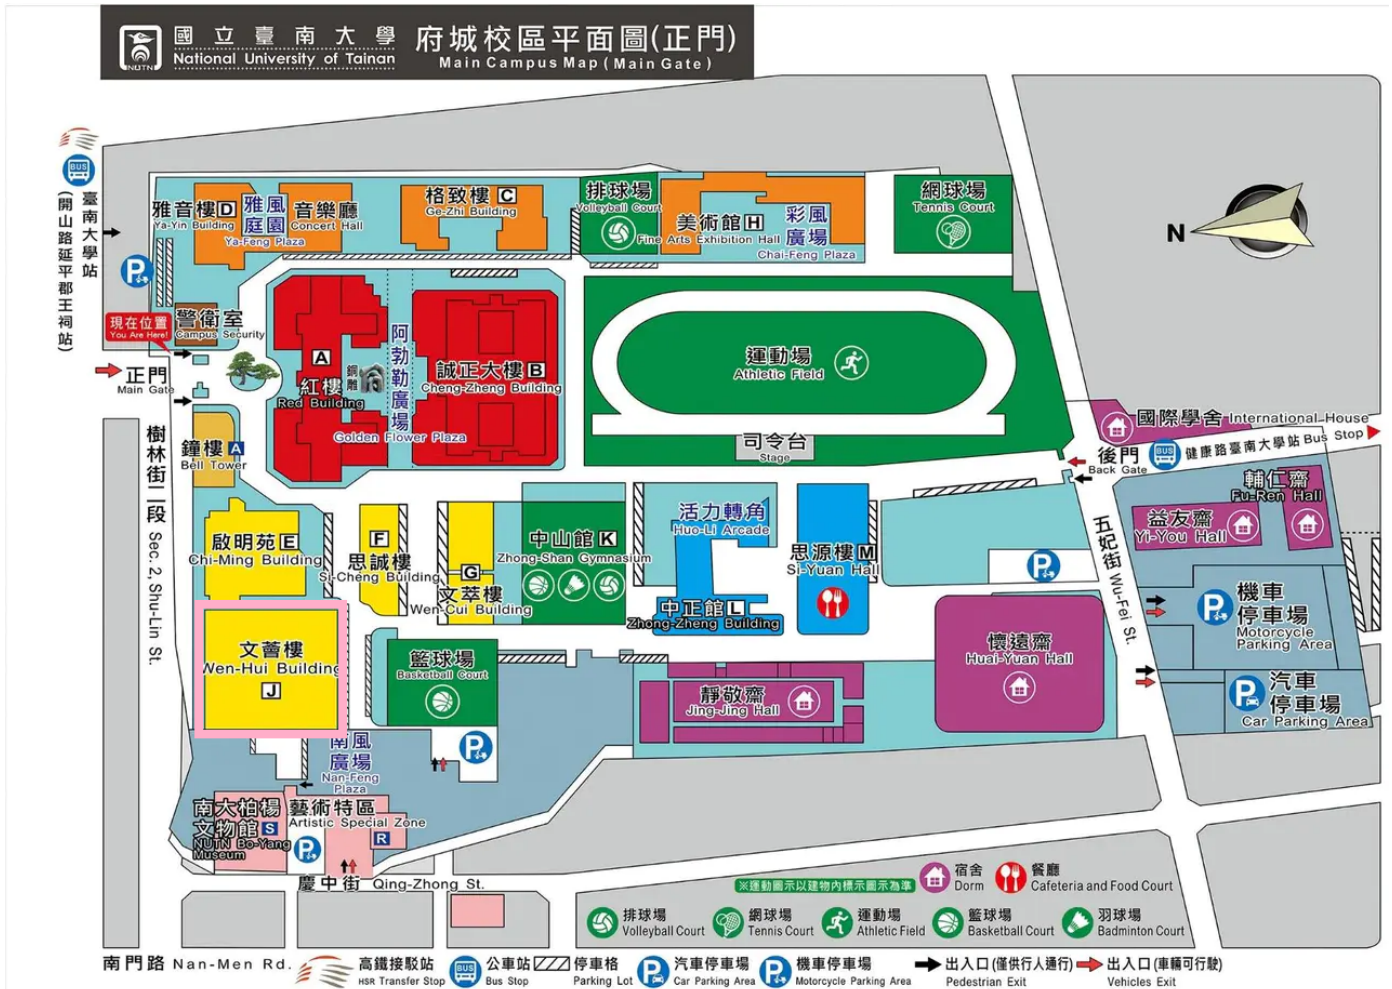 國立臺南大學
National University of Tainan
NUTN
府城校區平面圖(正門)
Main Campus Map (Main Gate)
BUS
臺南大學站
(開山路延平郡王祠站)
雅音樓 D
Ya-Yin Building
雅風庭園
Ya-Feng Plaza
音樂廳
Concert Hall
格致樓 C
Ge-Zhi Building
排球場
Volleyball Court
美術館 H
Fine Arts Exhibition Hall
彩風廣場
Chai-Feng Plaza
網球場
Tennis Court
N
P
警衛室
Campus Security
現在位置
You Are Here!
正門
Main Gate
A
紅樓
Red Building
銅雕
阿勃勒廣場
Golden Flower Plaza
誠正大樓 B
Cheng-Zheng Building
運動場
Athletic Field
司令台
Stage
國際學舍 International House
後門
Back Gate
BUS
健康路臺南大學站 Bus Stop
鐘樓 A
Bell Tower
樹林街二段 Sec. 2, Shu-Lin St.
啟明苑 E
Chi-Ming Building
F
思誠樓
Si-Cheng Building
G
文萃樓
Wen-Cui Building
中山館 K
Zhong-Shan Gymnasium
活力轉角
Huo-Li Arcade
中正館 L
Zhong-Zheng Building
思源樓 M
Si-Yuan Hall
P
五妃街 Wu-Fei St.
輔仁齋
Fu-Ren Hall
益友齋
Yi-You Hall
P
機車停車場
Motorcycle Parking Area
P
汽車停車場
Car Parking Area
文薈樓
Wen-Hui Building
J
籃球場
Basketball Court
靜敬齋
Jing-Jing Hall
懷遠齋
Huai-Yuan Hall
南風廣場
Nan-Feng Plaza
P
南大柏楊文物館 S
NUTN Bo-Yang Museum
藝術特區
Artistic Special Zone
R
P
慶中街 Qing-Zhong St.
南門路 Nan-Men Rd.
※運動圖示以建物內標示圖示為準
宿舍
Dorm
餐廳
Cafeteria and Food Court
排球場
Volleyball Court
網球場
Tennis Court
運動場
Athletic Field
籃球場
Basketball Court
羽球場
Badminton Court
高鐵接駁站
HSR Transfer Stop
BUS
公車站
Bus Stop
停車格
Parking Lot
P
汽車停車場
Car Parking Area
P
機車停車場
Motorcycle Parking Area
出入口(僅供行人通行)
Pedestrian Exit
出入口(車輛可行駛)
Vehicles Exit